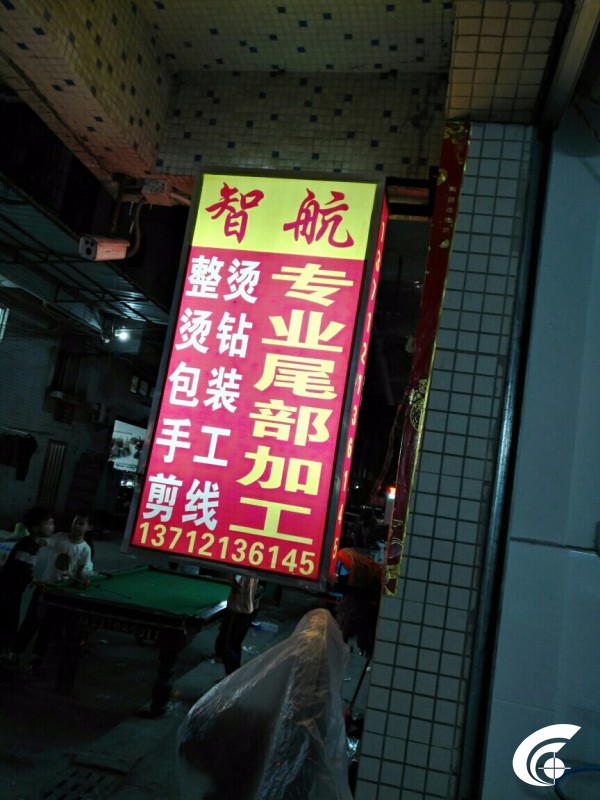 智航
专业尾部加工
整烫
烫钻
包装
手工
剪线
13712136145